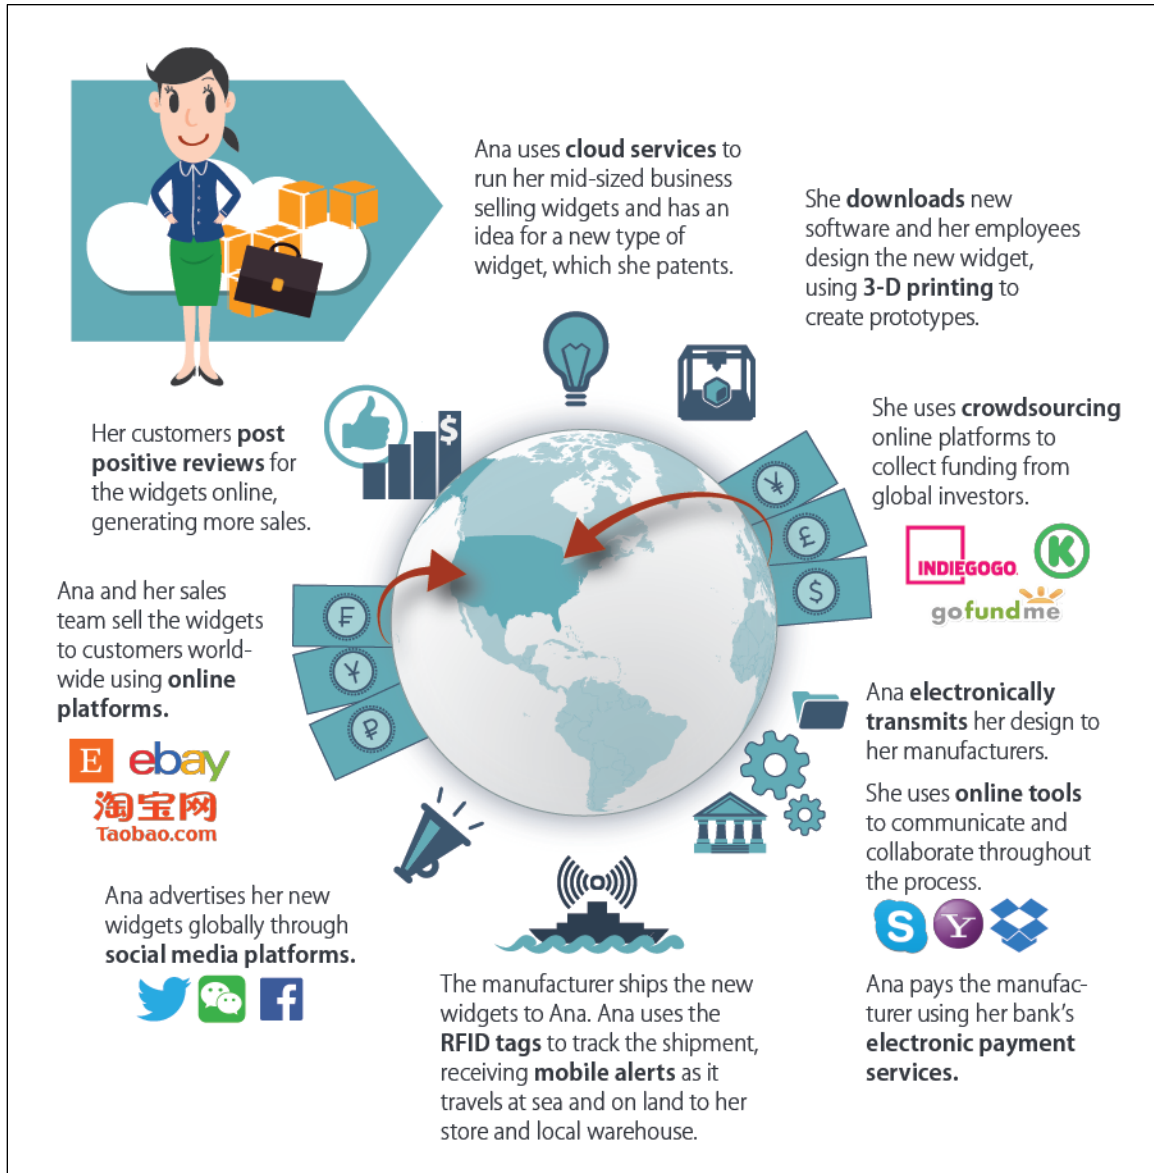 Ana uses cloud services to
run her mid-sized business
selling widgets and has an
idea for a new type of
widget, which she patents.
She downloads new
software and her employees
design the new widget,
using 3-D printing to
create prototypes.
She uses crowdsourcing
online platforms to
collect funding from
global investors.
INDIEGOGO.
K
gofundme
¥
£
$
Ana electronically
transmits her design to
her manufacturers.
She uses online tools
to communicate and
collaborate throughout
the process.
S
Y
Ana pays the manufac-
turer using her bank's
electronic payment
services.
The manufacturer ships the new
widgets to Ana. Ana uses the
RFID tags to track the shipment,
receiving mobile alerts as it
travels at sea and on land to her
store and local warehouse.
Ana advertises her new
widgets globally through
social media platforms.
f
Ana and her sales
team sell the widgets
to customers world-
wide using online
platforms.
E
ebay
淘宝网
Taobao.com
₣
¥
₽
Her customers post
positive reviews for
the widgets online,
generating more sales.
$